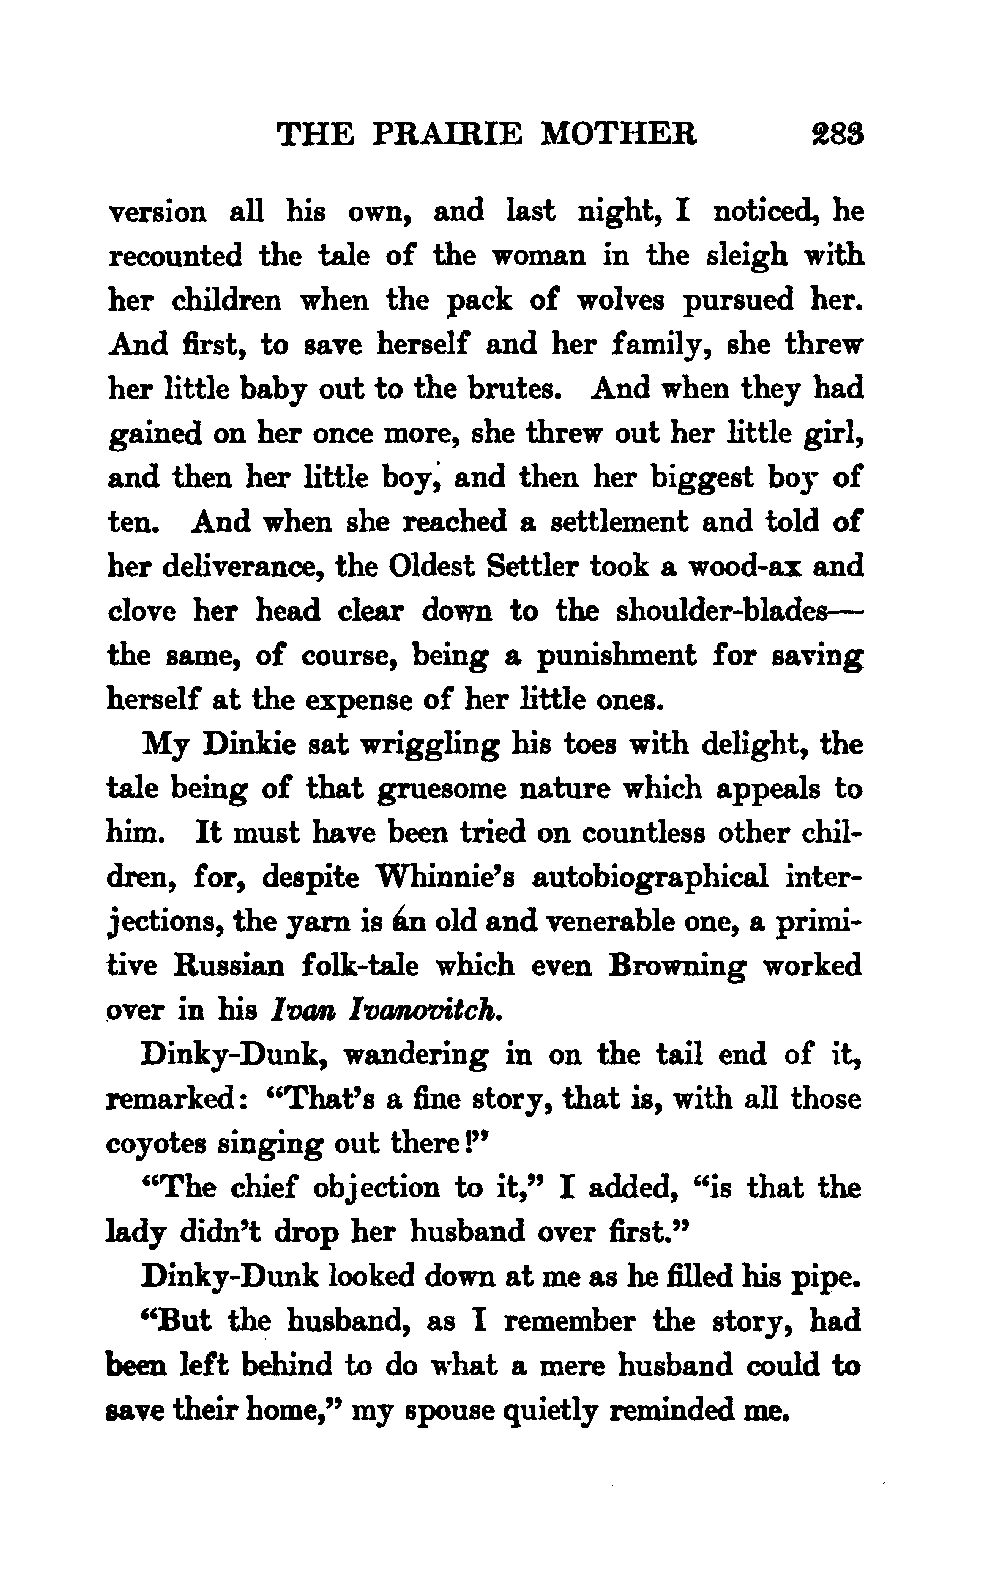 THE PRAIRIE MOTHER 283
version all his own, and last night, I noticed, he
recounted the tale of the woman in the sleigh with
her children when the pack of wolves pursued her.
And first, to save herself and her family, she threw
her little baby out to the brutes. And when they had
gained on her once more, she threw out her little girl,
and then her little boy, and then her biggest boy of
ten. And when she reached a settlement and told of
her deliverance, the Oldest Settler took a wood-ax and
clove her head clear down to the shoulder-blades—
the same, of course, being a punishment for saving
herself at the expense of her little ones.
My Dinkie sat wriggling his toes with delight, the
tale being of that gruesome nature which appeals to
him. It must have been tried on countless other chil-
dren, for, despite Whinnie's autobiographical inter-
jections, the yarn is an old and venerable one, a primi-
tive Russian folk-tale which even Browning worked
over in his Ivan Ivanovitch.
Dinky-Dunk, wandering in on the tail end of it,
remarked: “That's a fine story, that is, with all those
coyotes singing out there!”
“The chief objection to it,” I added, “is that the
lady didn't drop her husband over first.”
Dinky-Dunk looked down at me as he filled his pipe.
“But the husband, as I remember the story, had
been left behind to do what a mere husband could to
save their home,” my spouse quietly reminded me.